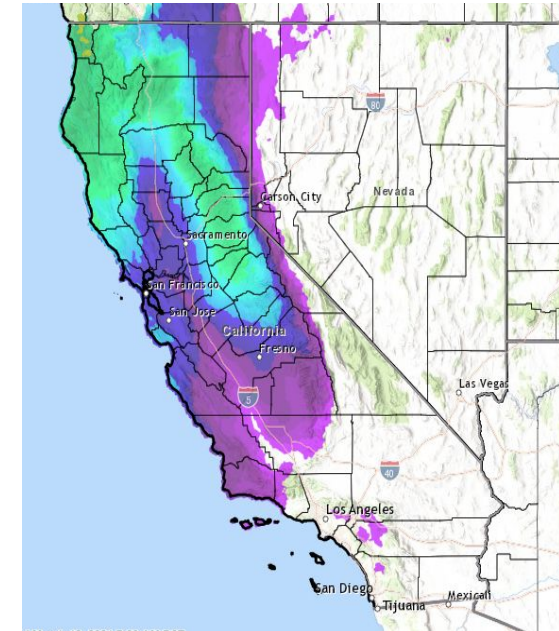 80
Carson City
Nevada
Sacramento
San Francisco
San Jose
California
Fresno
5
Las Vegas
40
Los Angeles
San Diego
Mexicali
Tijuana